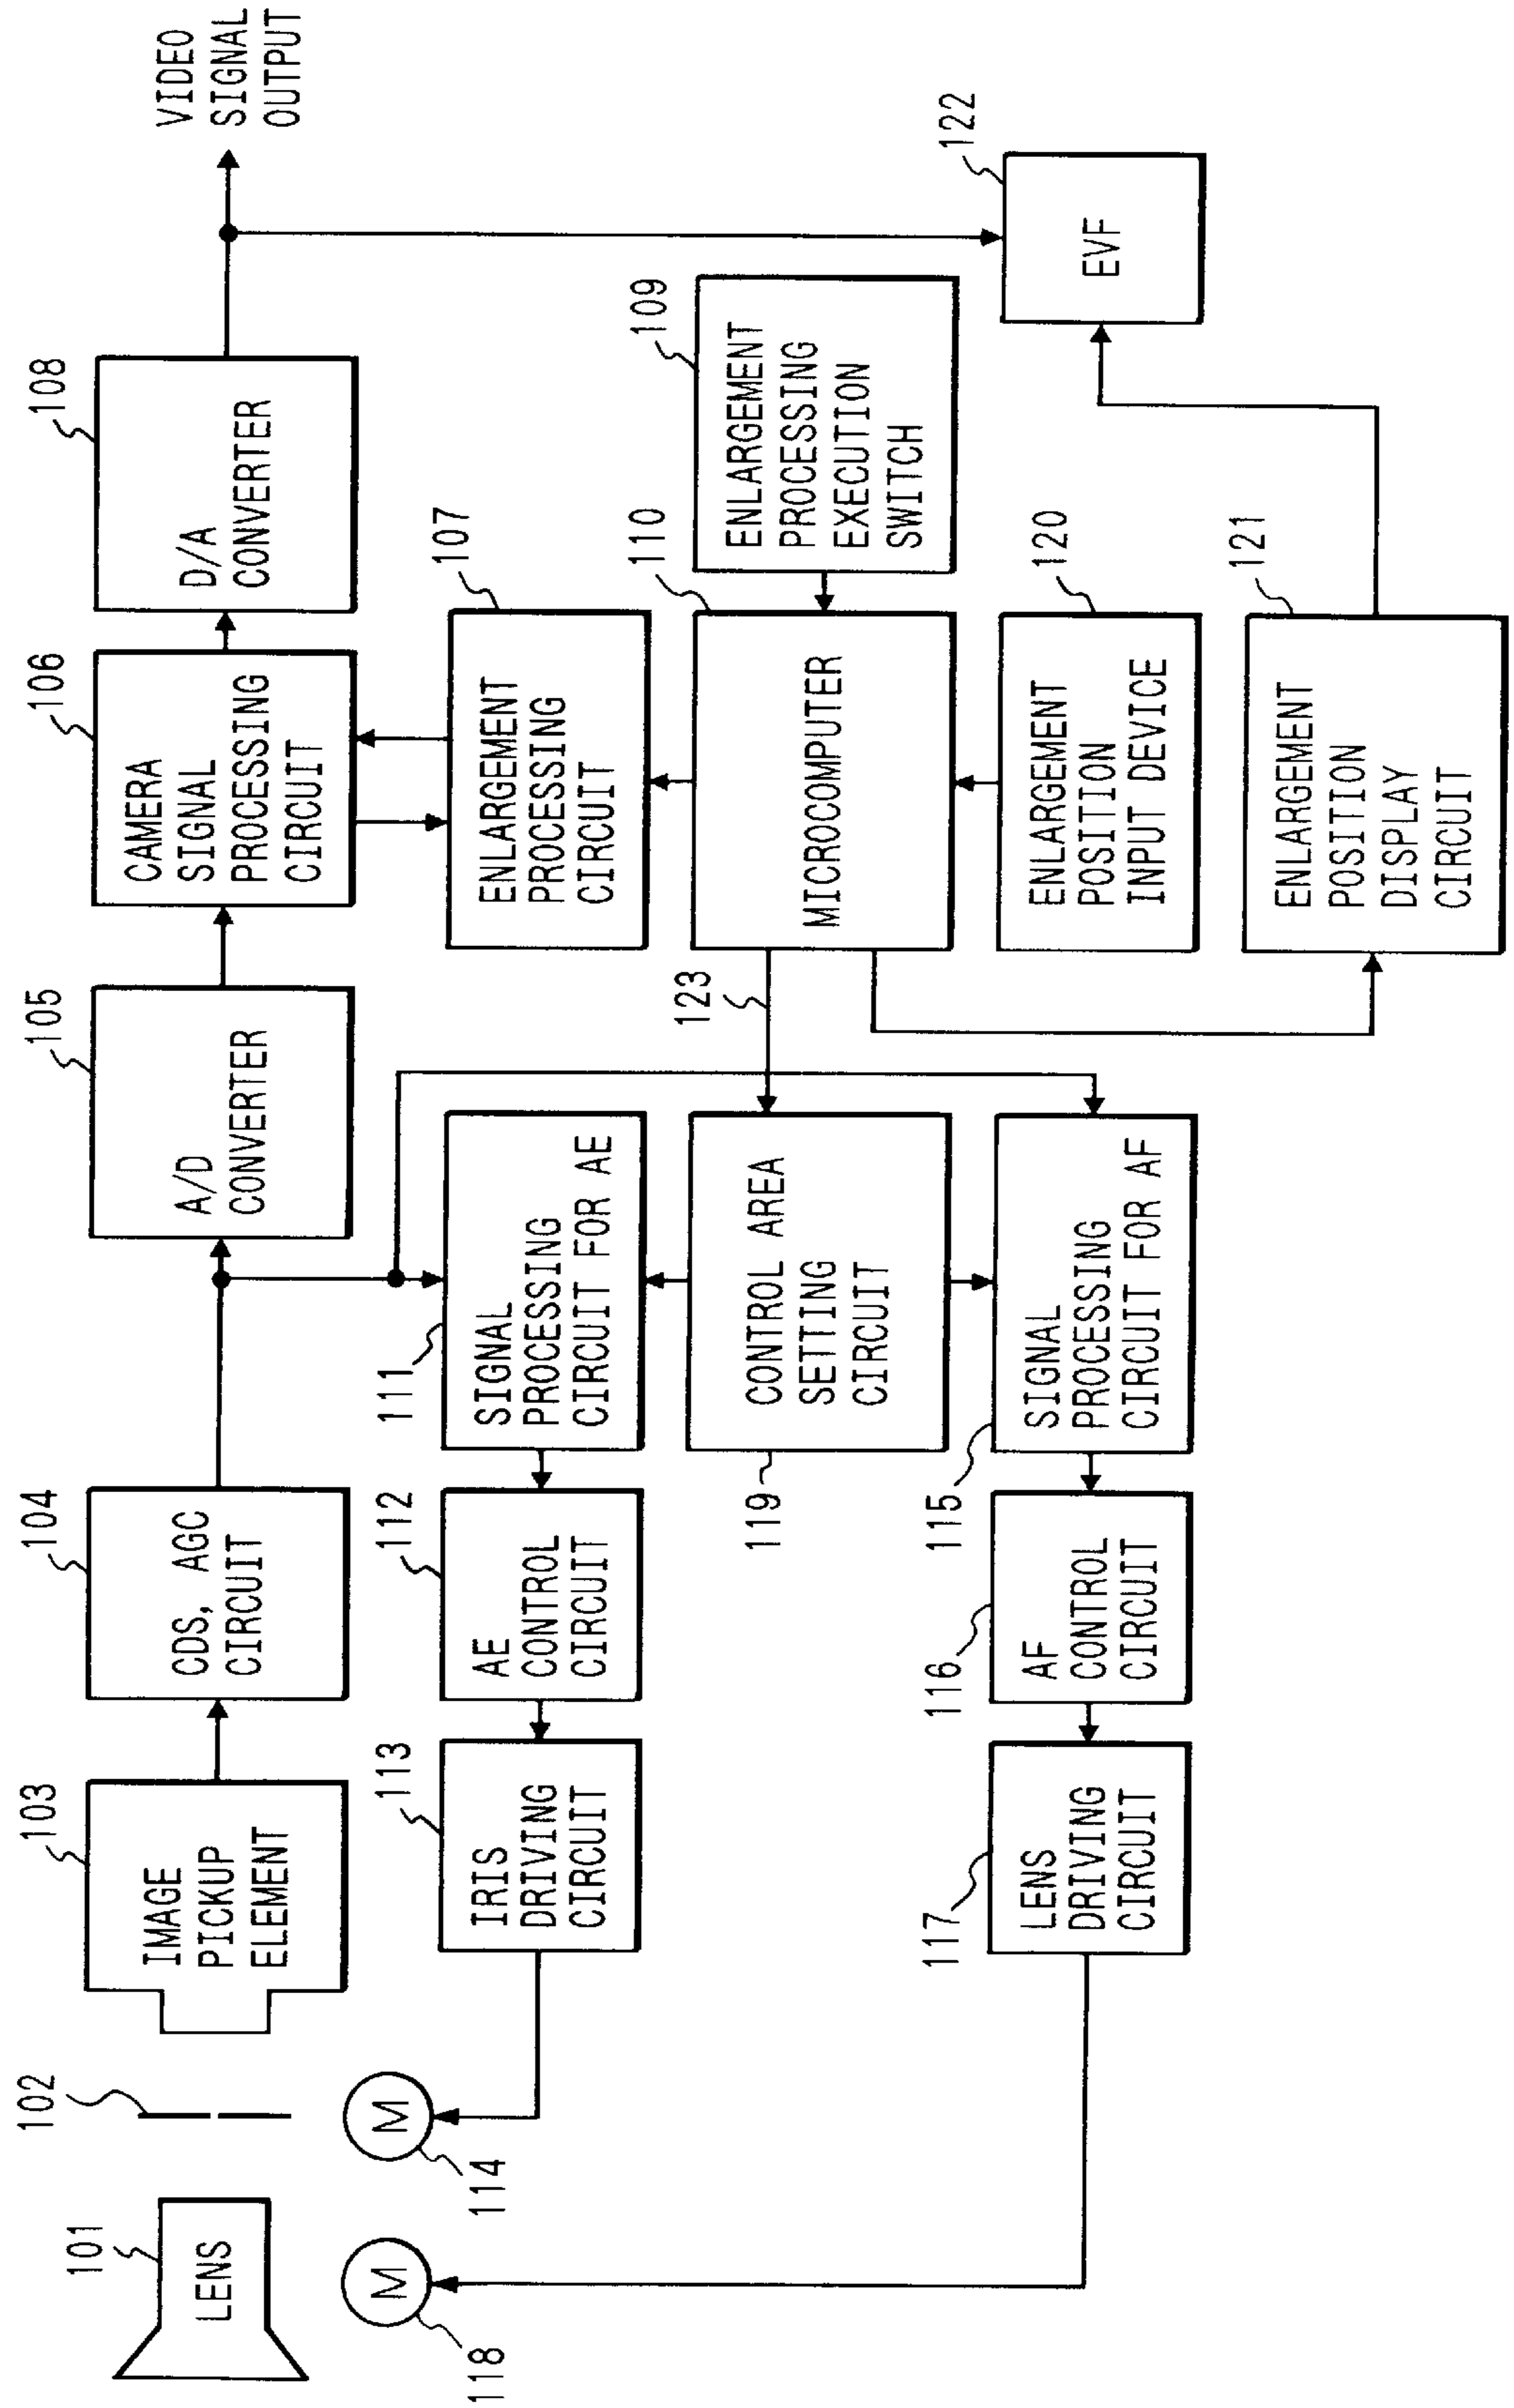 101
LENS
102
103
IMAGE
PICKUP
ELEMENT
104
CDS, AGC
CIRCUIT
105
A/D
CONVERTER
106
CAMERA
SIGNAL
PROCESSING
CIRCUIT
108
D/A
CONVERTER
VIDEO
SIGNAL
OUTPUT
118
M
114
M
113
IRIS
DRIVING
CIRCUIT
112
AE
CONTROL
CIRCUIT
111
SIGNAL
PROCESSING
CIRCUIT FOR AE
107
ENLARGEMENT
PROCESSING
CIRCUIT
119
CONTROL AREA
SETTING
CIRCUIT
123
110
MICROCOMPUTER
109
ENLARGEMENT
PROCESSING
EXECUTION
SWITCH
117
LENS
DRIVING
CIRCUIT
116
AF
CONTROL
CIRCUIT
115
SIGNAL
PROCESSING
CIRCUIT FOR AF
120
ENLARGEMENT
POSITION
INPUT DEVICE
122
EVF
121
ENLARGEMENT
POSITION
DISPLAY
CIRCUIT